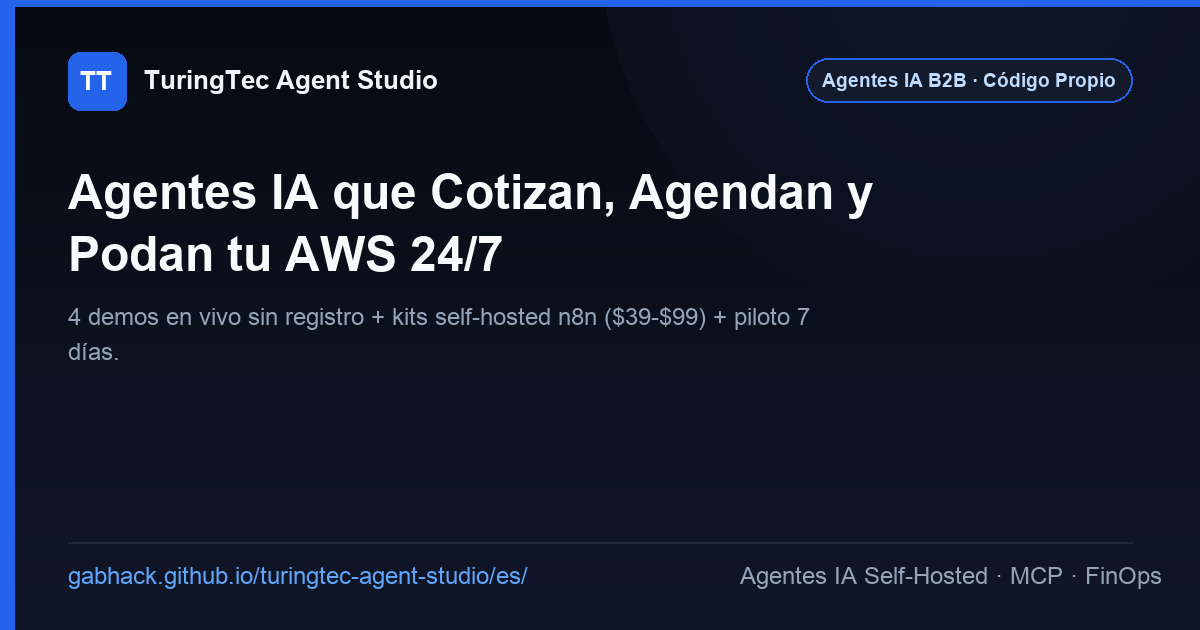 TT
TuringTec Agent Studio
Agentes IA B2B · Código Propio
Agentes IA que Cotizan, Agendan y
Podan tu AWS 24/7
4 demos en vivo sin registro + kits self-hosted n8n ($39-$99) + piloto 7
días.
gabhack.github.io/turingtec-agent-studio/es/
Agentes IA Self-Hosted · MCP · FinOps